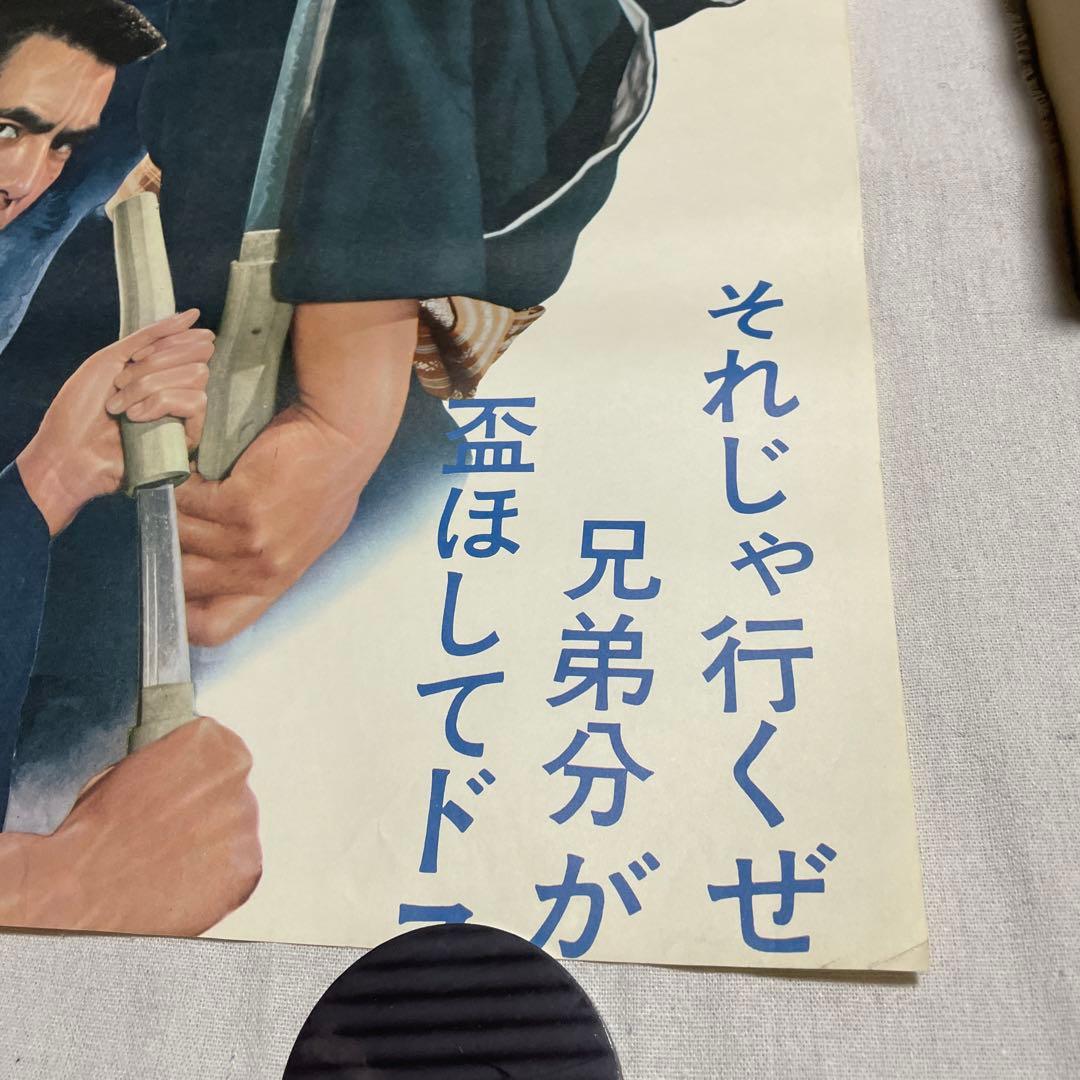 それじゃ行くぜ
兄弟分が
盃ほしてド